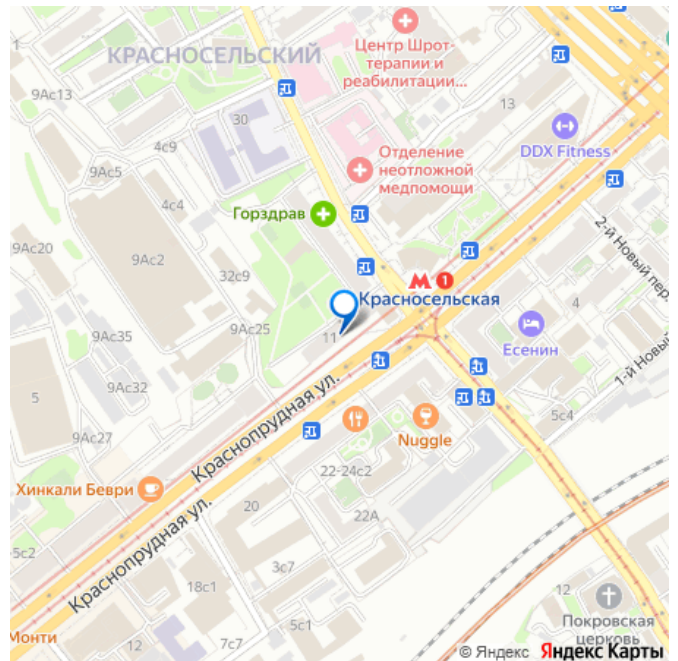 КРАСНОСЕЛЬСКИЙ
Центр Шрот-
терапии и
реабилитации...
9Ас13
30
13
DDX Fitness
4с9
Отделение
неотложной
медпомощи
9Ас5
4с4
Горздрав
9Ас20
9Ас2
32с9
2-й Новый пер.
М 1
Красносельская
4
9Ас25
11
Есенин
1-й Новый
9Ас32
5
5с4
9Ас27
Краснопрудная ул.
Nuggle
22-24с2
Хинкали Беври
20
22А
5с2
Краснопрудная ул.
3с7
18с1
12
Покровская
церковь
5с1
Монти
12
7с7
© Яндекс Яндекс Карты